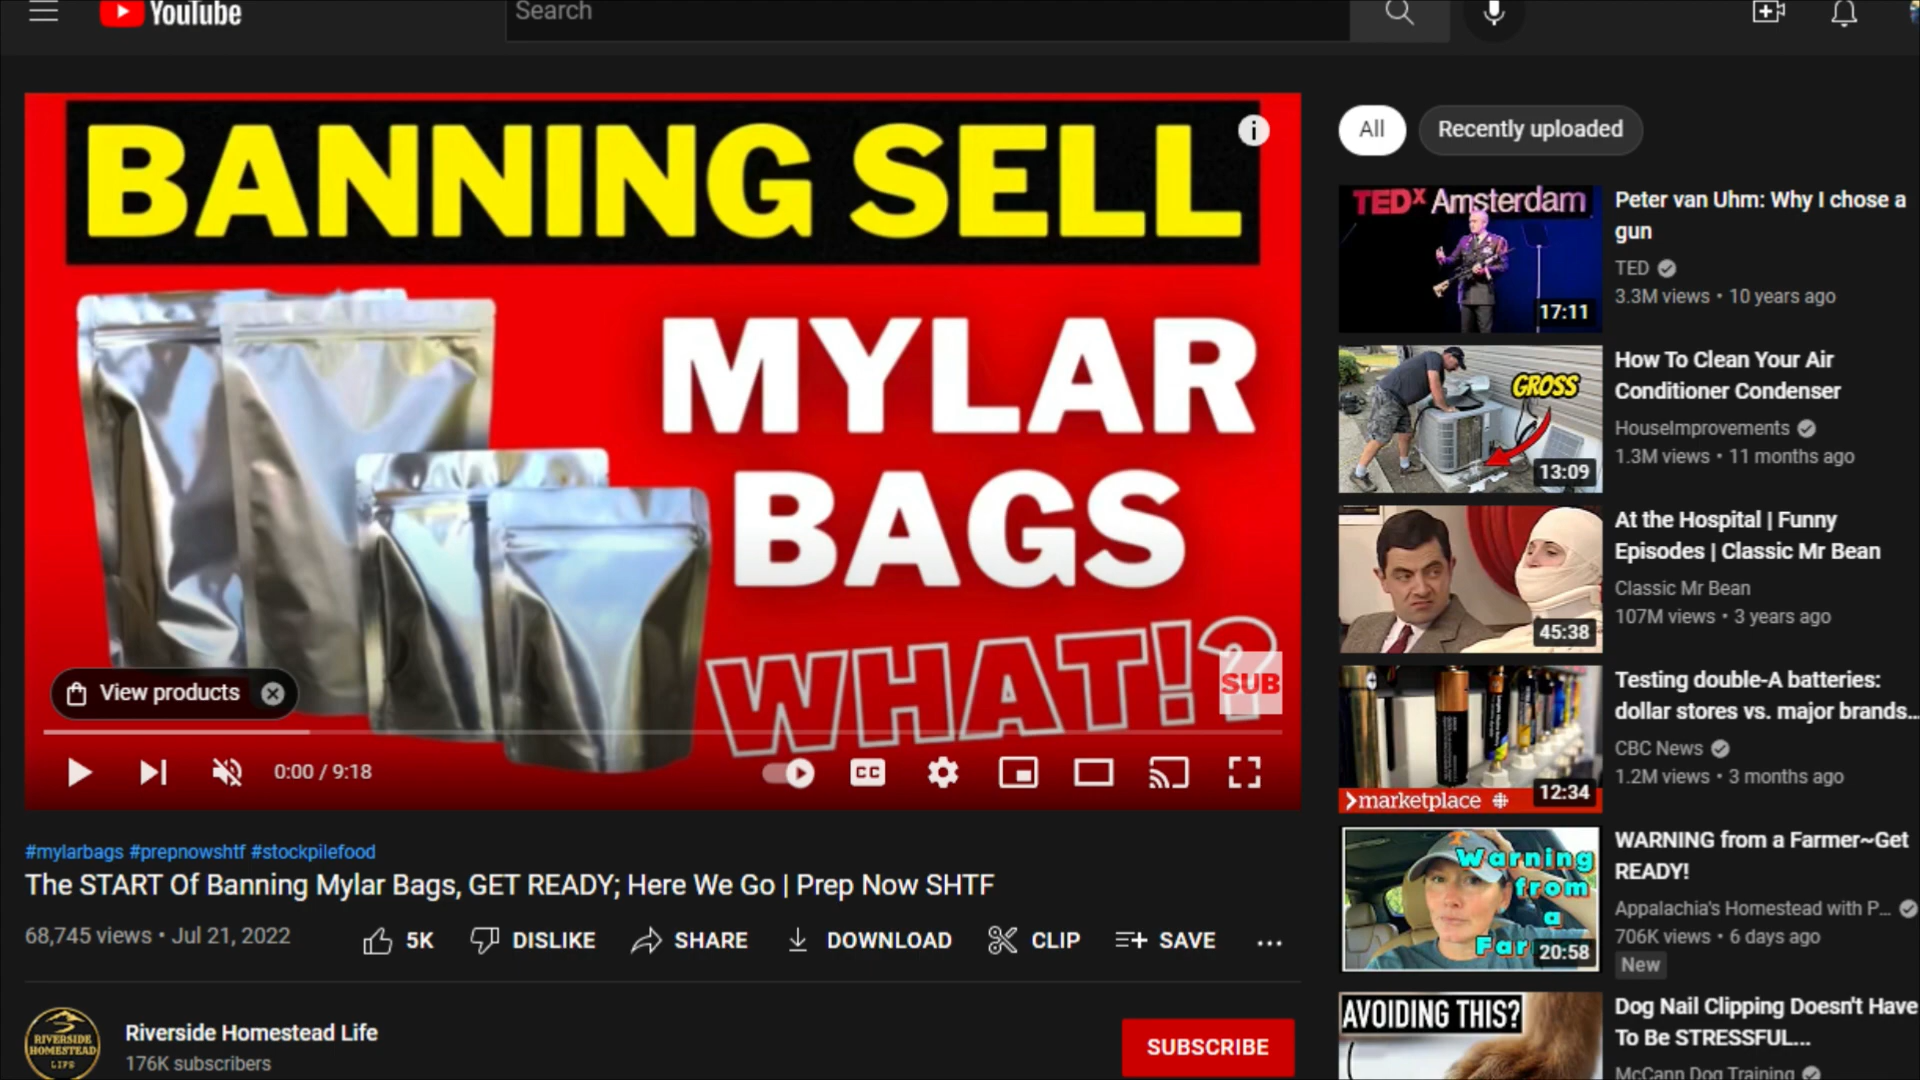 YouTube
Search
BANNING SELL
MYLAR
BAGS
WHAT!?
SUB
View products
0:00 / 9:18
CC
#mylarbags #prepnowshtf #stockpilefood
The START Of Banning Mylar Bags, GET READY; Here We Go | Prep Now SHTF
68,745 views • Jul 21, 2022
5K
DISLIKE
SHARE
DOWNLOAD
CLIP
SAVE
RIVERSIDE
HOMESTEAD
LIFE
Riverside Homestead Life
176K subscribers
SUBSCRIBE
All
Recently uploaded
TEDx Amsterdam
17:11
Peter van Uhm: Why I chose a
gun
TED
3.3M views • 10 years ago
GROSS
13:09
How To Clean Your Air
Conditioner Condenser
HouseImprovements
1.3M views • 11 months ago
45:38
At the Hospital | Funny
Episodes | Classic Mr Bean
Classic Mr Bean
107M views • 3 years ago
marketplace
12:34
Testing double-A batteries:
dollar stores vs. major brands...
CBC News
1.2M views • 3 months ago
Warning
from
a
Far
20:58
WARNING from a Farmer~Get
READY!
Appalachia's Homestead with P...
706K views • 6 days ago
New
AVOIDING THIS?
Dog Nail Clipping Doesn't Have
To Be STRESSFUL...
McCann Dog Training